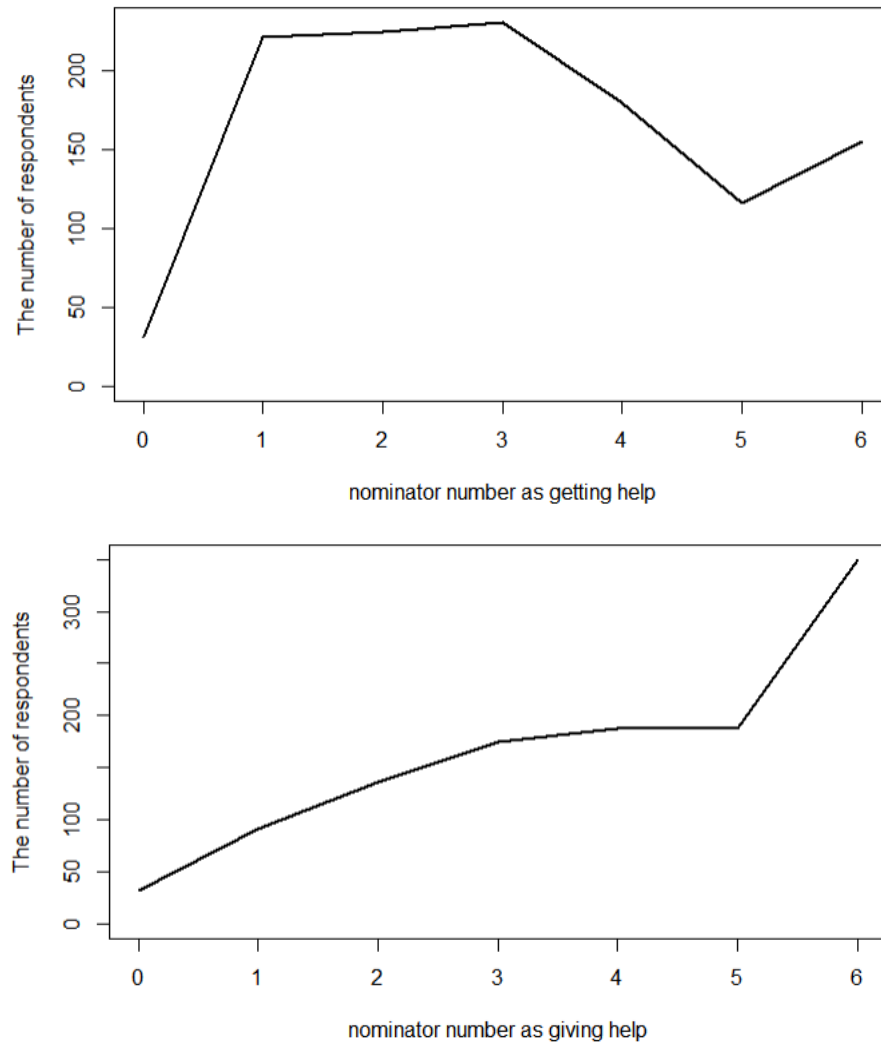 The number of respondents
200
150
100
50
0
0 1 2 3 4 5 6
nominator number as getting help
The number of respondents
300
200
100
50
0
0 1 2 3 4 5 6
nominator number as giving help